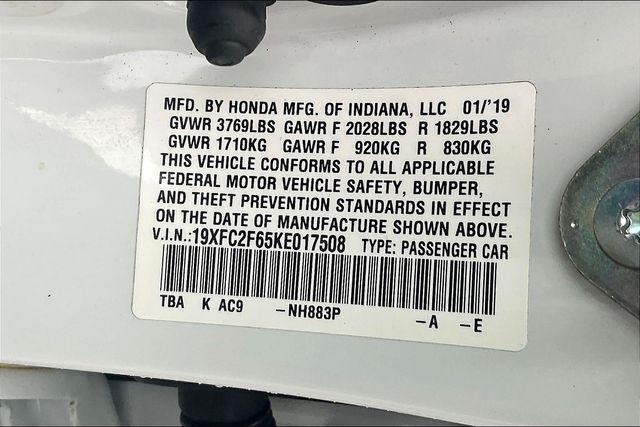 MFD. BY HONDA MFG. OF INDIANA, LLC 01/'19
GVWR 3769LBS GAWR F 2028LBS R 1829LBS
GVWR 1710KG GAWR F 920KG R 830KG
THIS VEHICLE CONFORMS TO ALL APPLICABLE
FEDERAL MOTOR VEHICLE SAFETY, BUMPER,
AND THEFT PREVENTION STANDARDS IN EFFECT
ON THE DATE OF MANUFACTURE SHOWN ABOVE.
V.I.N.:19XFC2F65KE017508 TYPE: PASSENGER CAR
TBA K AC9 –NH883P –A –E